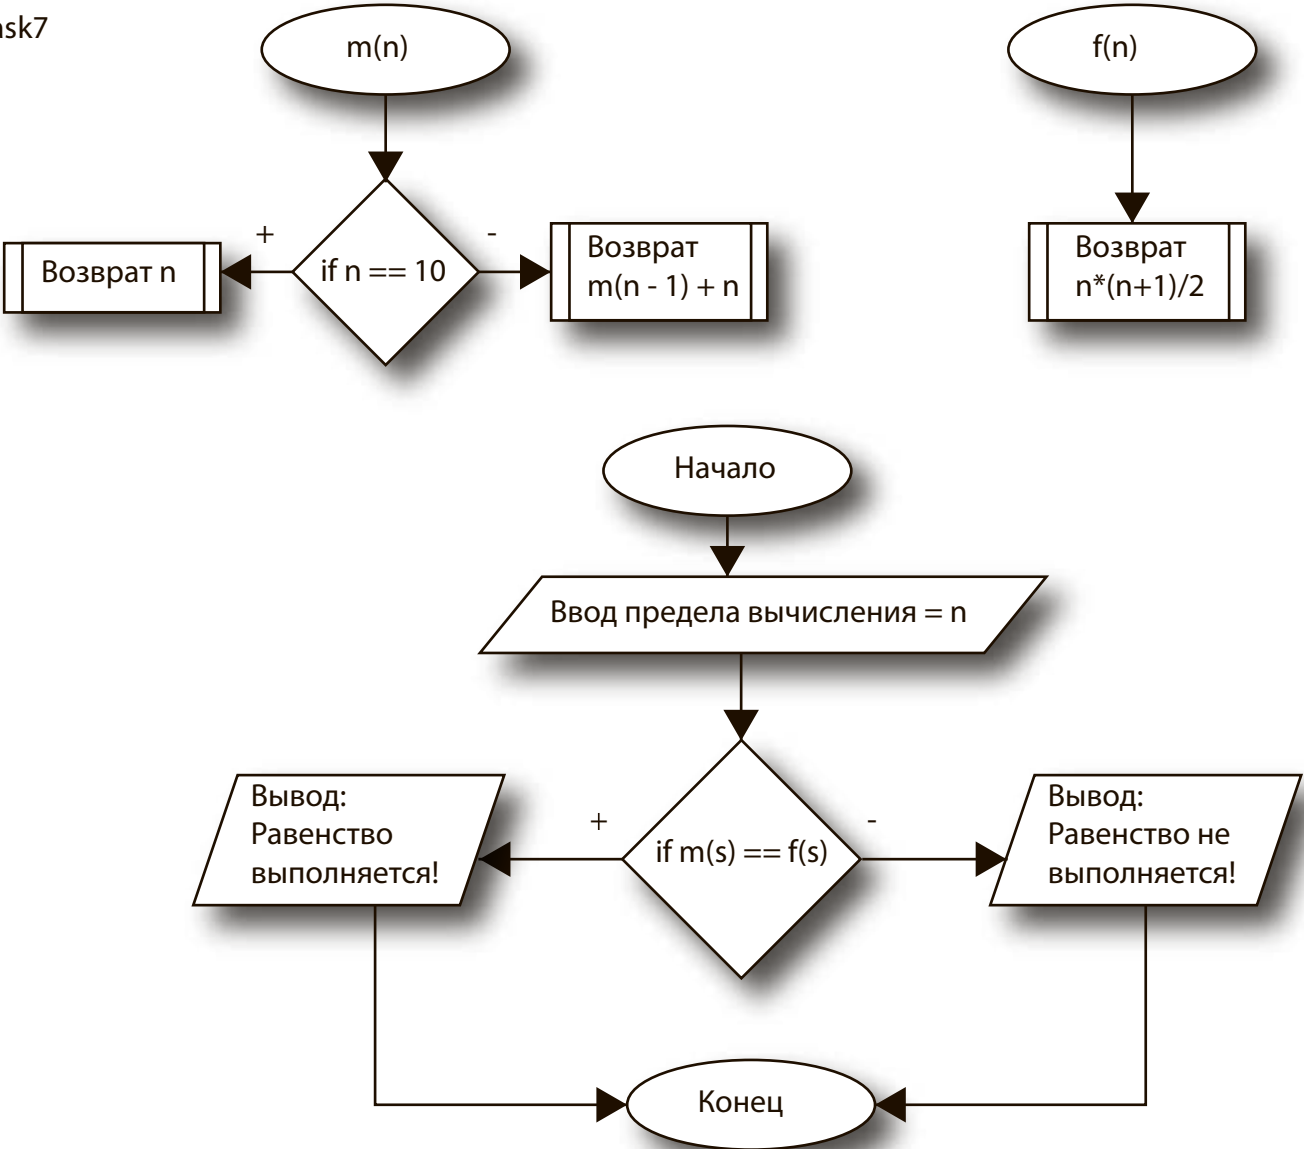 m(n)
f(n)
+
-
Возврат n
if n == 10
Возврат
m(n - 1) + n
Возврат
n*(n+1)/2
Начало
Ввод предела вычисления = n
Вывод:
Равенство
выполняется!
+
if m(s) == f(s)
-
Вывод:
Равенство не
выполняется!
Конец